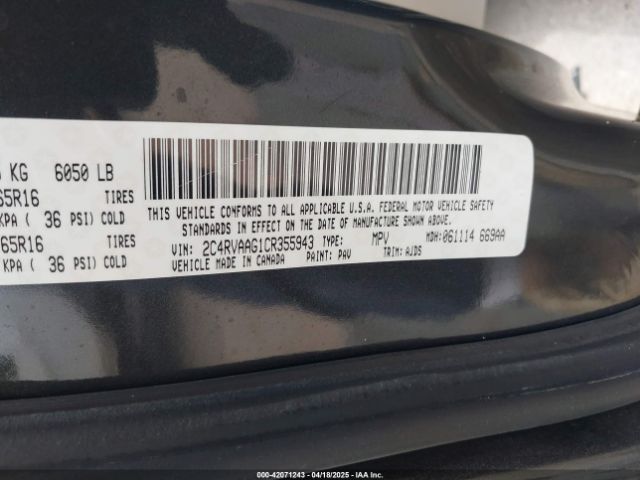 KG 6050 LB
65R16 TIRES
KPA ( 36 PSI) COLD
65R16 TIRES
KPA ( 36 PSI) COLD
THIS VEHICLE CONFORMS TO ALL APPLICABLE U.S.A. FEDERAL MOTOR VEHICLE SAFETY
STANDARDS IN EFFECT ON THE DATE OF MANUFACTURE SHOWN ABOVE.
VIN: 2C4RVAAG1CR355943 TYPE: MPV MDH: 061114 669AA
VEHICLE MADE IN CANADA PAINT: PAV TRIM: AJDS
000-42071243 - 04/18/2025 - IAA Inc.